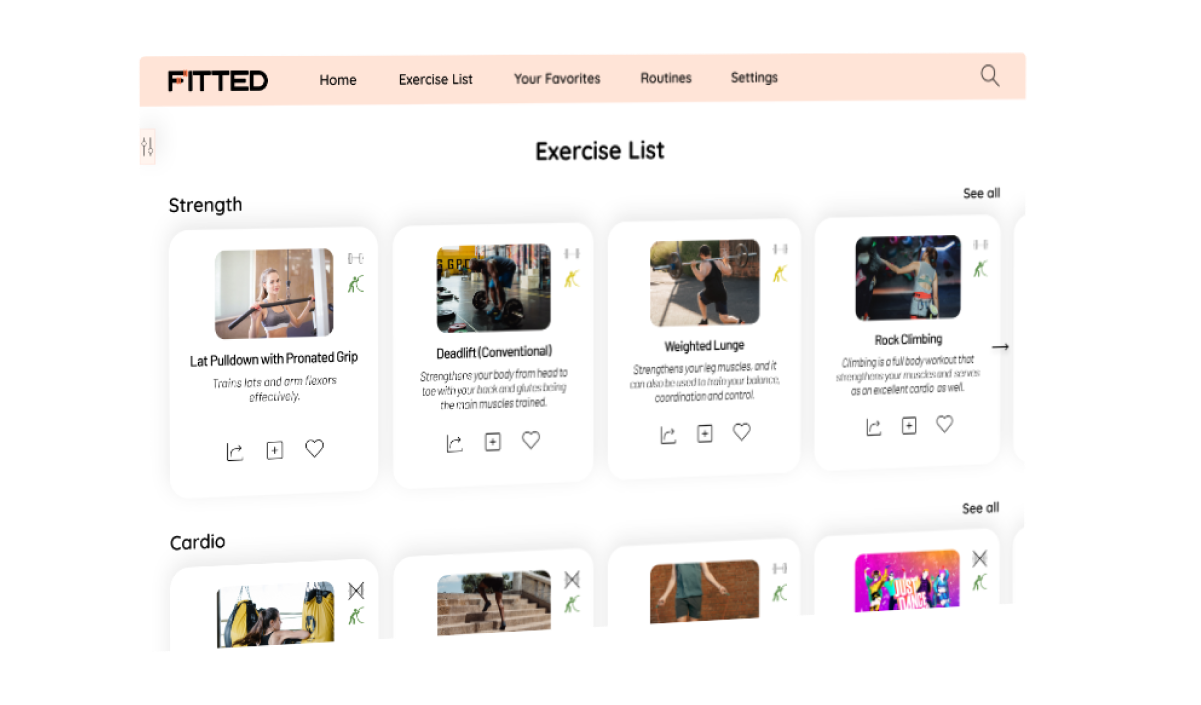 FITTED Home Exercise List Your Favorites Routines Settings
Exercise List
Strength
See all
Lat Pulldown with Pronated Grip
Trains lats and arm flexors
effectively.
Deadlift (Conventional)
Strengthens your body from head to
toe with your back and glutes being
the main muscles trained.
Weighted Lunge
Strengthens your leg muscles, and it
can also be used to train your balance,
coordination and control.
Rock Climbing
Climbing is a full body workout that
strengthens your muscles and serves
as an excellent cardio as well.
Cardio
See all
JUST
DANCE